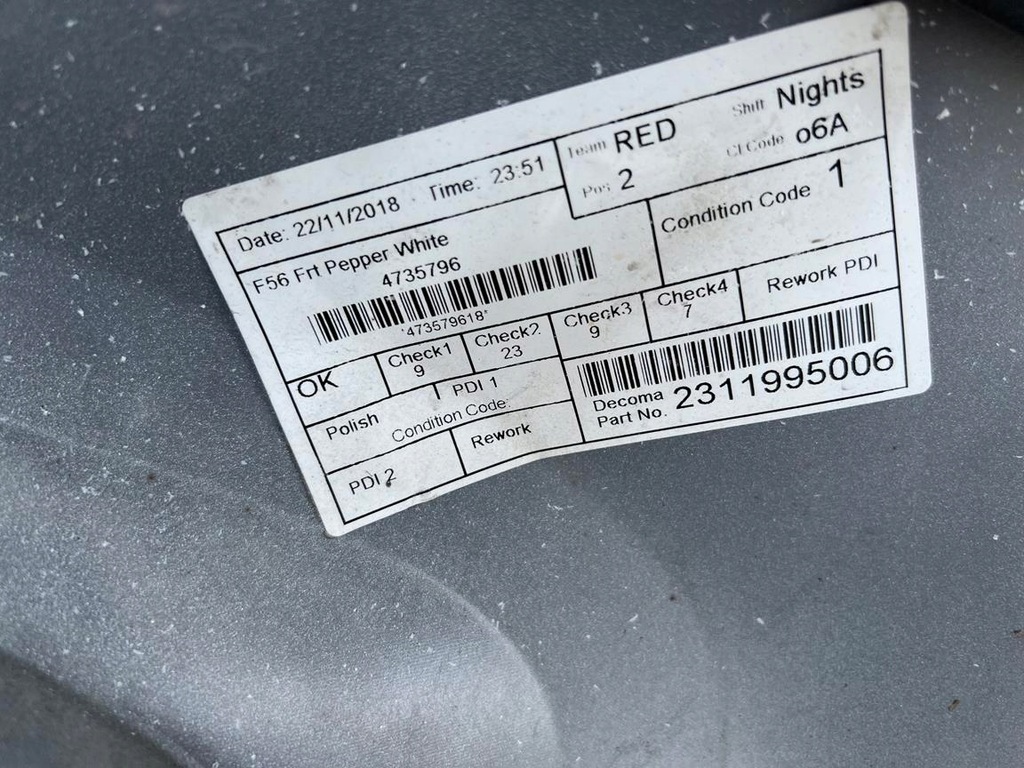 Date: 22/11/2018 Time: 23:51
Team RED Shift Nights
Pos 2 Cl Code o6A
F56 Frt Pepper White
4735796
*473579618*
Condition Code 1
OK
Check1
9
Check2
23
Check3
9
Check4
7
Rework PDI
Polish
PDI 1
Condition Code:
PDI 2
Rework
Decoma
Part No. 2311995006